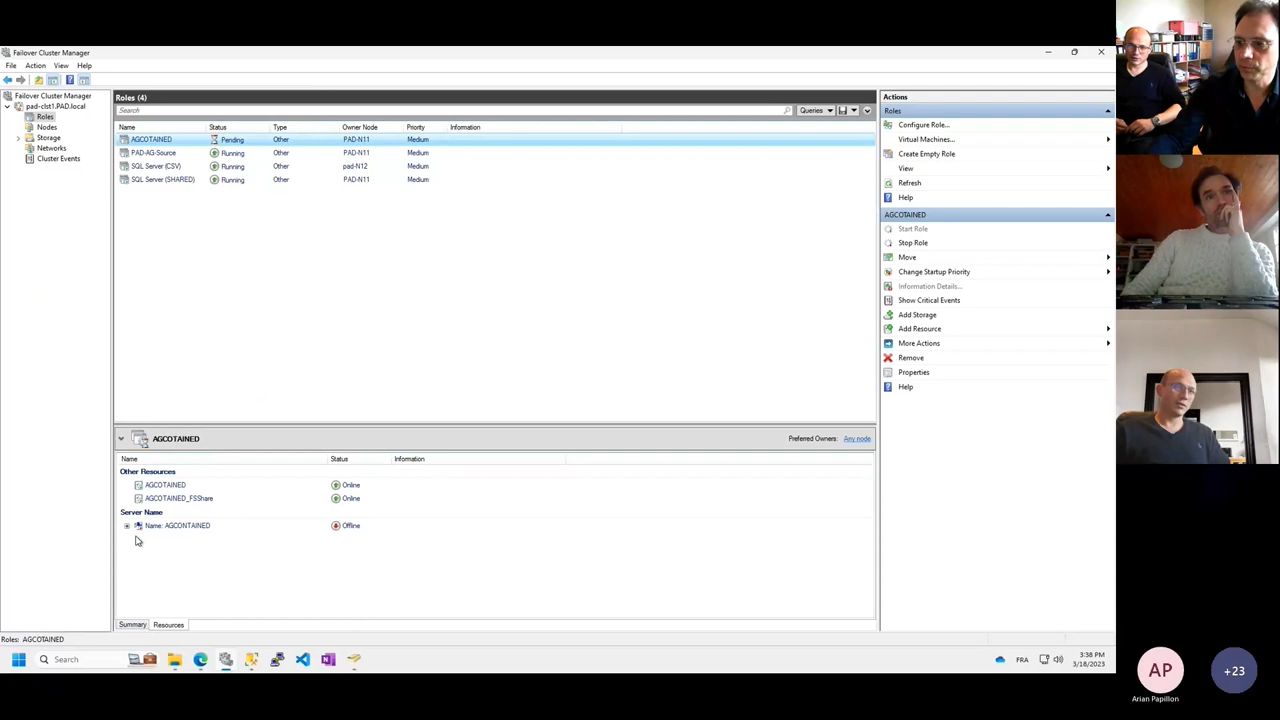 Failover Cluster Manager
File Action View Help
Failover Cluster Manager
pad-clst1.PAD.local
Roles
Nodes
Storage
Networks
Cluster Events
Roles (4)
Search
Queries
Name Status Type Owner Node Priority Information
AGCOTAINED Pending Other PAD-N11 Medium
PAD-AG-Source Running Other PAD-N11 Medium
SQL Server (CSV) Running Other pad-N12 Medium
SQL Server (SHARED) Running Other PAD-N11 Medium
AGCOTAINED
Preferred Owners: Any node
Name Status Information
Other Resources
AGCOTAINED Online
AGCOTAINED_FSShare Online
Server Name
Name: AGCONTAINED Offline
Summary Resources
Actions
Roles
Configure Role...
Virtual Machines...
Create Empty Role
View
Refresh
Help
AGCOTAINED
Start Role
Stop Role
Move
Change Startup Priority
Information Details...
Show Critical Events
Add Storage
Add Resource
More Actions
Remove
Properties
Help
Roles: AGCOTAINED
Search
FRA
3:38 PM
3/18/2023
AP
Arian Papillon
+23